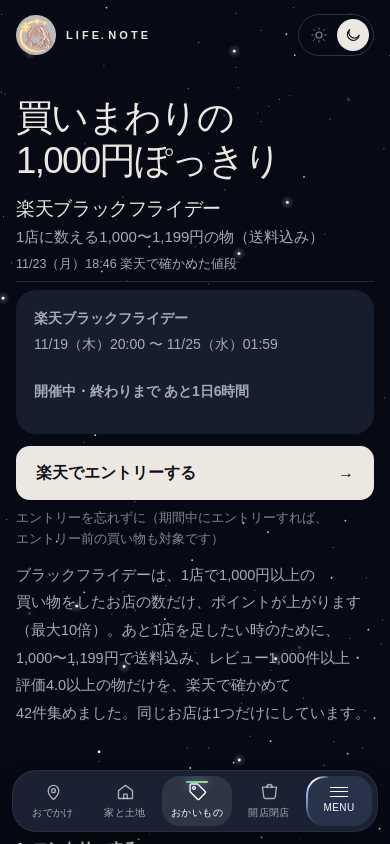 LIFE.NOTE
買いまわりの
1,000円ぽっきり
楽天ブラックフライデー
1店に数える1,000〜1,199円の物（送料込み）
11/23（月）18:46 楽天で確かめた値段
楽天ブラックフライデー
11/19（木）20:00 〜 11/25（水）01:59
開催中・終わりまで あと1日6時間
楽天でエントリーする →
エントリーを忘れずに（期間中にエントリーすれば、
エントリー前の買い物も対象です）
ブラックフライデーは、1店で1,000円以上の
買い物をしたお店の数だけ、ポイントが上がります
（最大10倍）。あと1店を足したい時のために、
1,000〜1,199円で送料込み、レビュー1,000件以上・
評価4.0以上の物だけを、楽天で確かめて
42件集めました。同じお店は1つだけにしています。
おでかけ
家と土地
おかいもの
開店閉店
MENU